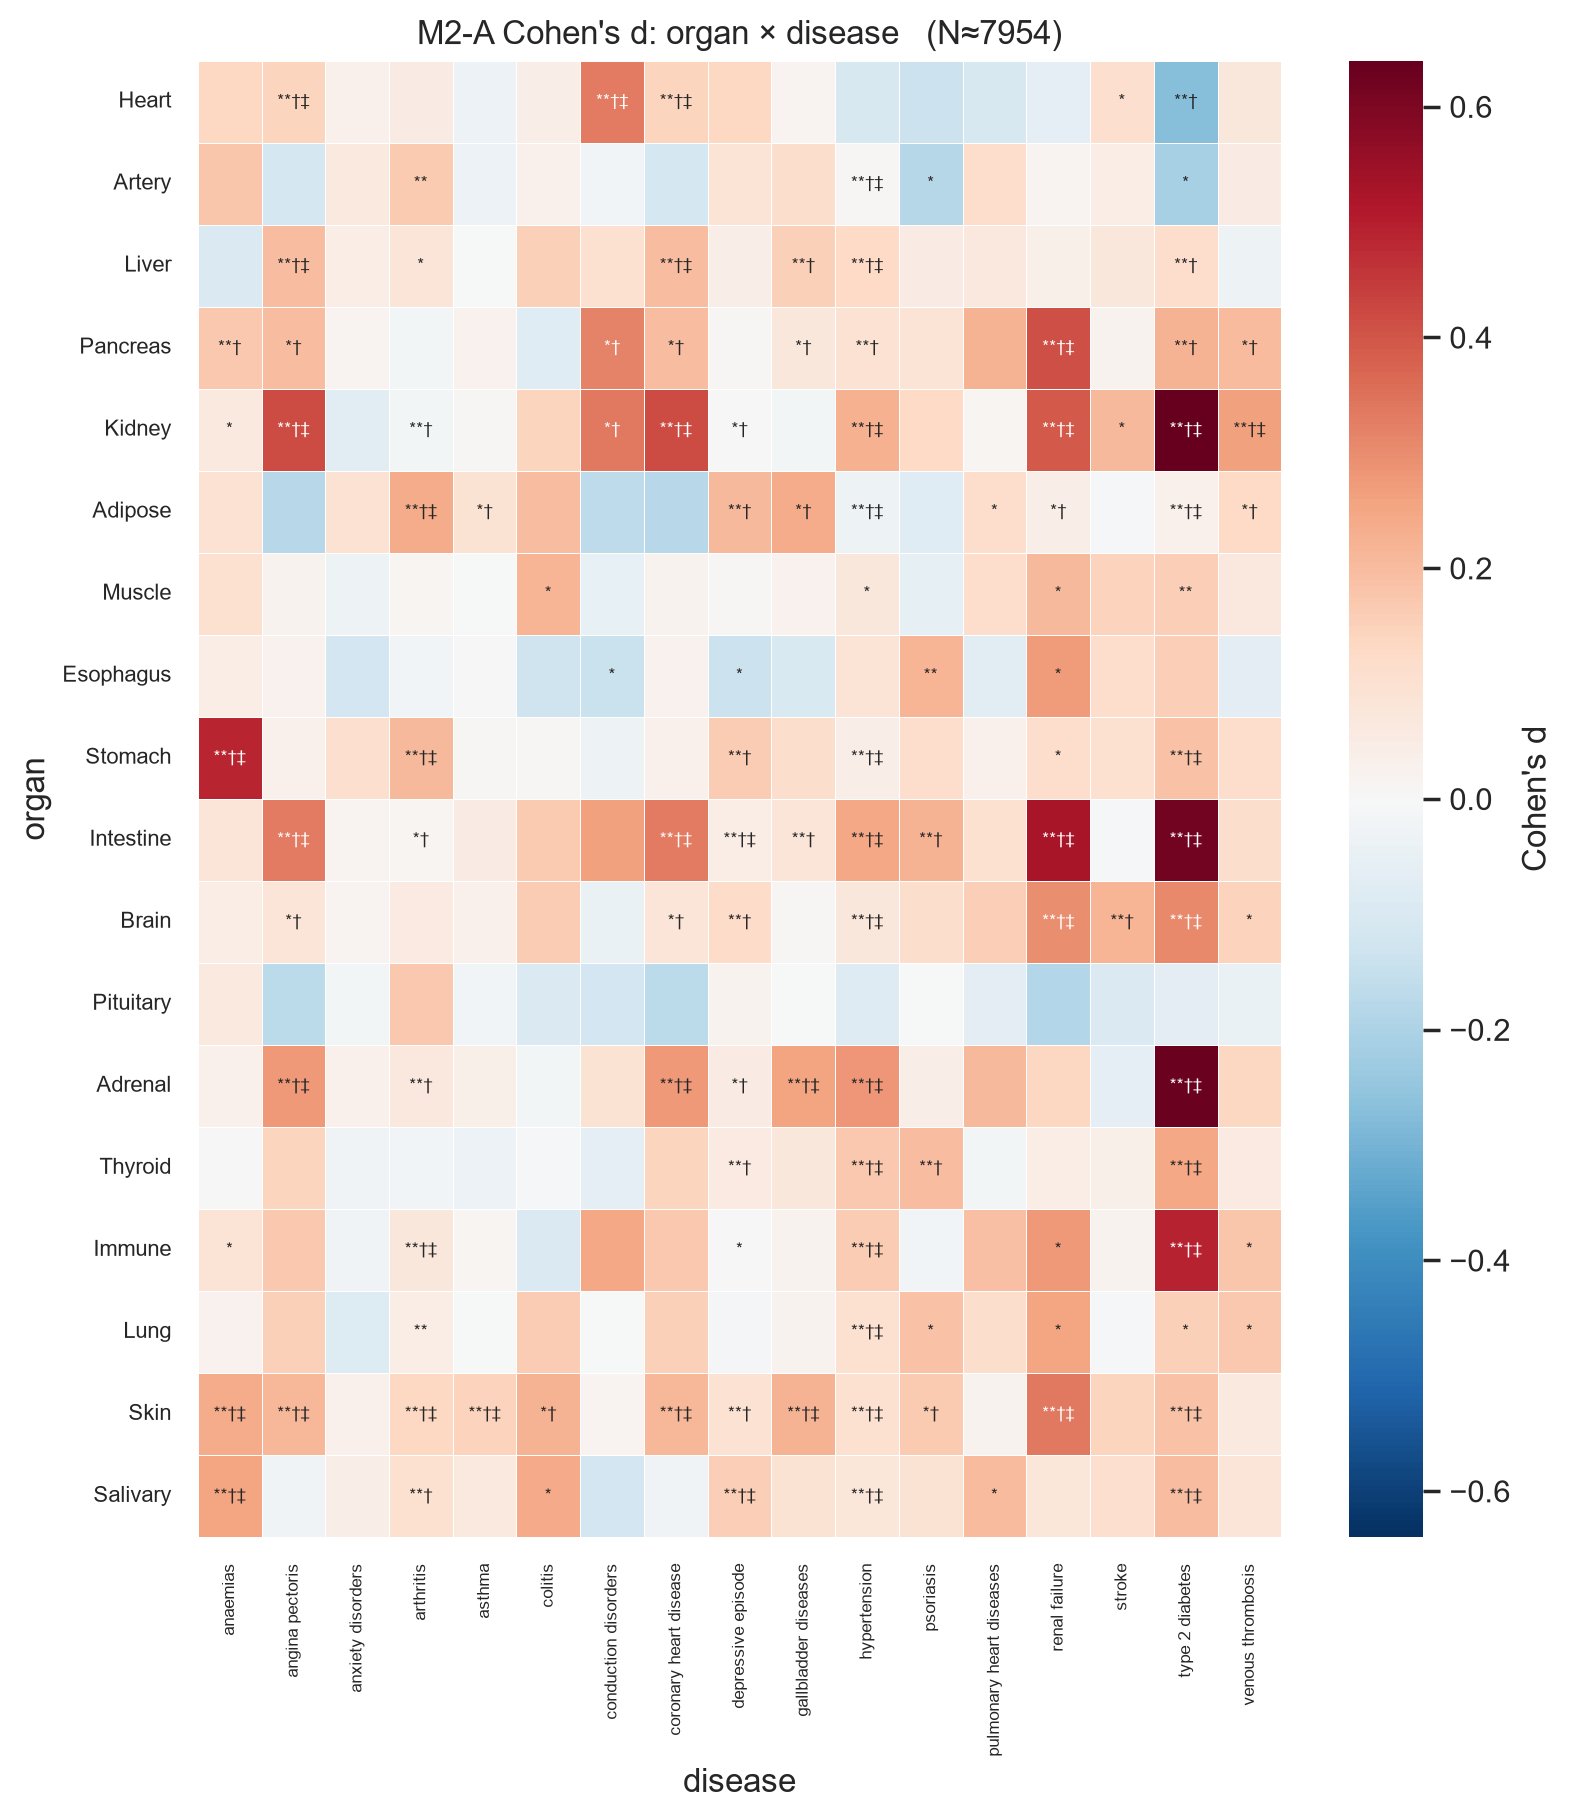 M2-A Cohen's d: organ × disease   (N≈7954)
organ
Heart **†‡ **†‡ **†‡ * **†
Artery ** **†‡ * *
Liver **†‡ * **†‡ **† **†‡ **†
Pancreas **† *† *† *† *† **† **†‡ **† *†
Kidney * **†‡ **† *† **†‡ *† **†‡ **†‡ * **†‡ **†‡
Adipose **†‡ *† **† *† **†‡ * *† **†‡ *†
Muscle * * * **
Esophagus * * ** *
Stomach **†‡ **†‡ **† **†‡ * **†‡
Intestine **†‡ *† **†‡ **†‡ **† **†‡ **† **†‡ **†‡
Brain *† *† **† **†‡ **†‡ **† **†‡ *
Pituitary
Adrenal **†‡ **† **†‡ *† **†‡ **†‡ **†‡
Thyroid **† **†‡ **† **†‡
Immune * **†‡ * **†‡ * **†‡ *
Lung ** **†‡ * * * *
Skin **†‡ **†‡ **†‡ **†‡ *† **†‡ **† **†‡ **†‡ *† **†‡ **†‡
Salivary **†‡ **† * **†‡ **†‡ * **†‡
anaemias
angina pectoris
anxiety disorders
arthritis
asthma
colitis
conduction disorders
coronary heart disease
depressive episode
gallbladder diseases
hypertension
psoriasis
pulmonary heart diseases
renal failure
stroke
type 2 diabetes
venous thrombosis
disease
0.6
0.4
0.2
0.0
−0.2
−0.4
−0.6
Cohen's d